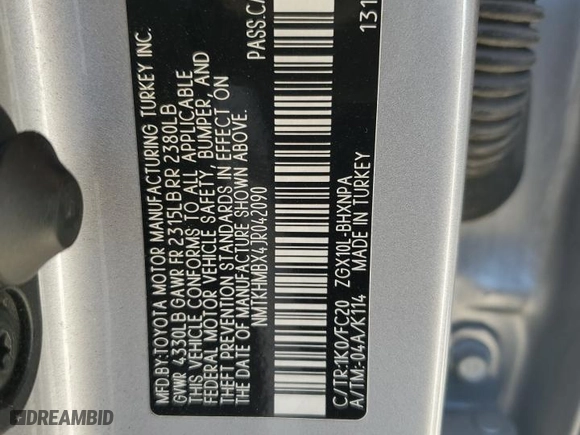 MFD BY:TOYOTA MOTOR MANUFACTURING TURKEY INC.
GVWR 4330LB GAWR FR 2315LB RR 2380LB
THIS VEHICLE CONFORMS TO ALL APPLICABLE
FEDERAL MOTOR VEHICLE SAFETY, BUMPER, AND
THEFT PREVENTION STANDARDS IN EFFECT ON
THE DATE OF MANUFACTURE SHOWN ABOVE.
NMTKHMBX4JR042090 PASS.CA
C/TR:1K0/FC20 ZGX10L-BHXNPA
A/TM:-04A/K114 MADE IN TURKEY 131
DREAMBID